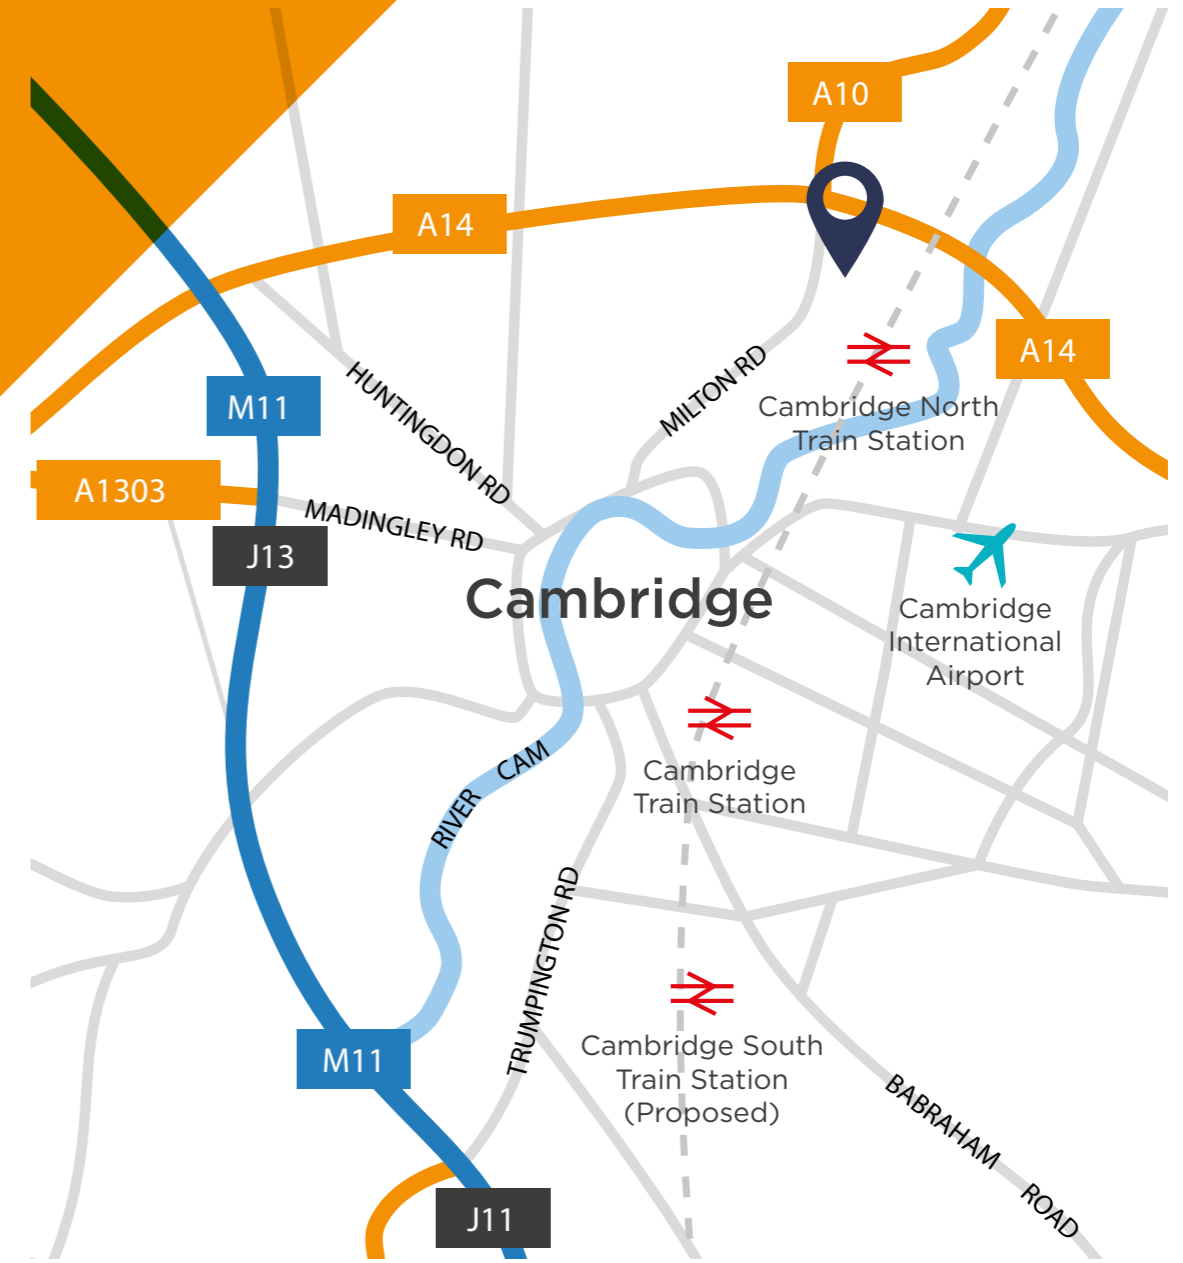 A10
A14
A14
M11
HUNTINGDON RD
MILTON RD
Cambridge North
Train Station
A1303
MADINGLEY RD
J13
Cambridge
Cambridge
International
Airport
RIVER CAM
Cambridge
Train Station
TRUMPINGTON RD
M11
Cambridge South
Train Station
(Proposed)
BABRAHAM ROAD
J11